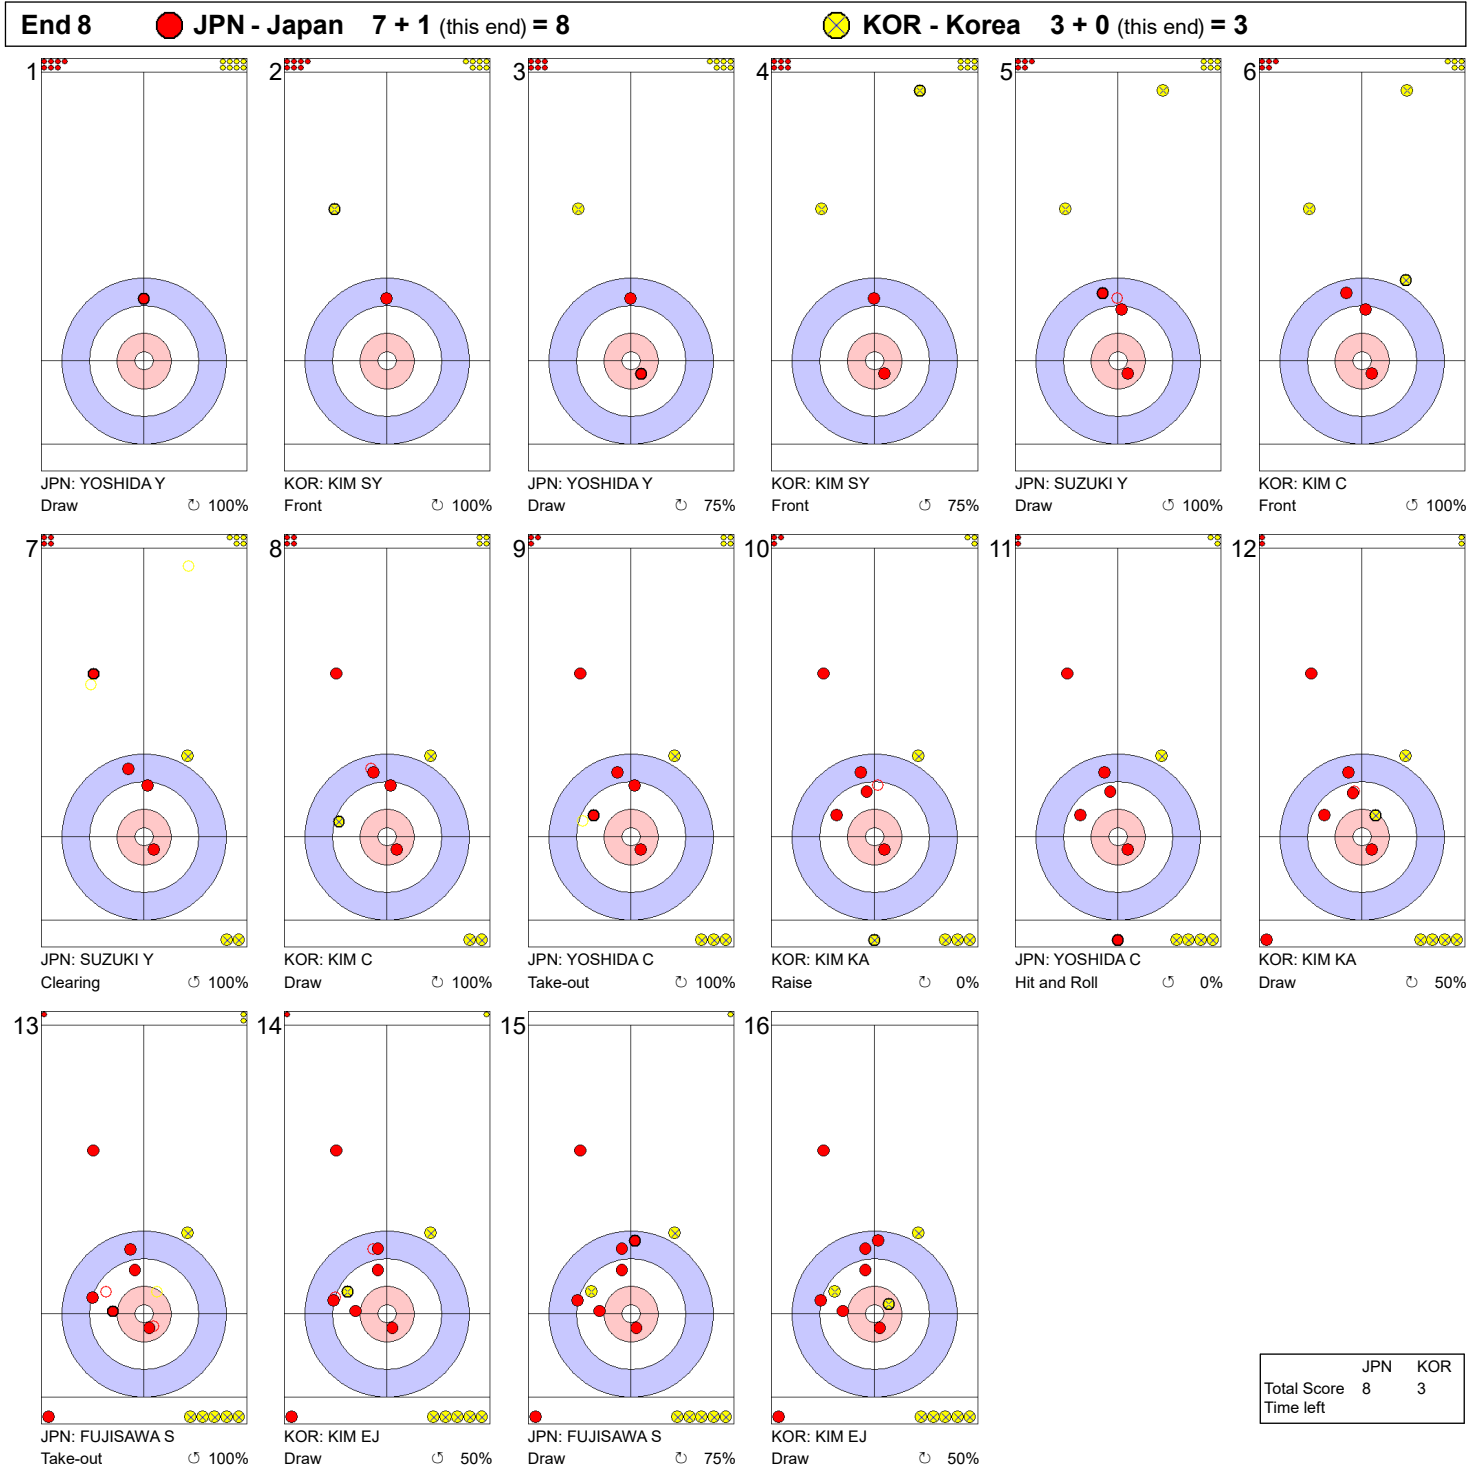 End 8 JPN - Japan 7 + 1 (this end) = 8 KOR - Korea 3 + 0 (this end) = 3
1 2 3 4 5 6
JPN: YOSHIDA Y KOR: KIM SY JPN: YOSHIDA Y KOR: KIM SY JPN: SUZUKI Y KOR: KIM C
Draw ↻ 100% Front ↻ 100% Draw ↻ 75% Front ↺ 75% Draw ↻ 100% Front ↺ 100%
7 8 9 10 11 12
JPN: SUZUKI Y KOR: KIM C JPN: YOSHIDA C KOR: KIM KA JPN: YOSHIDA C KOR: KIM KA
Clearing ↺ 100% Draw ↻ 100% Take-out ↻ 100% Raise ↻ 0% Hit and Roll ↺ 0% Draw ↺ 50%
13 14 15 16
JPN: FUJISAWA S KOR: KIM EJ JPN: FUJISAWA S KOR: KIM EJ
Take-out ↺ 100% Draw ↺ 50% Draw ↻ 75% Draw ↻ 50%
JPN KOR
Total Score 8 3
Time left